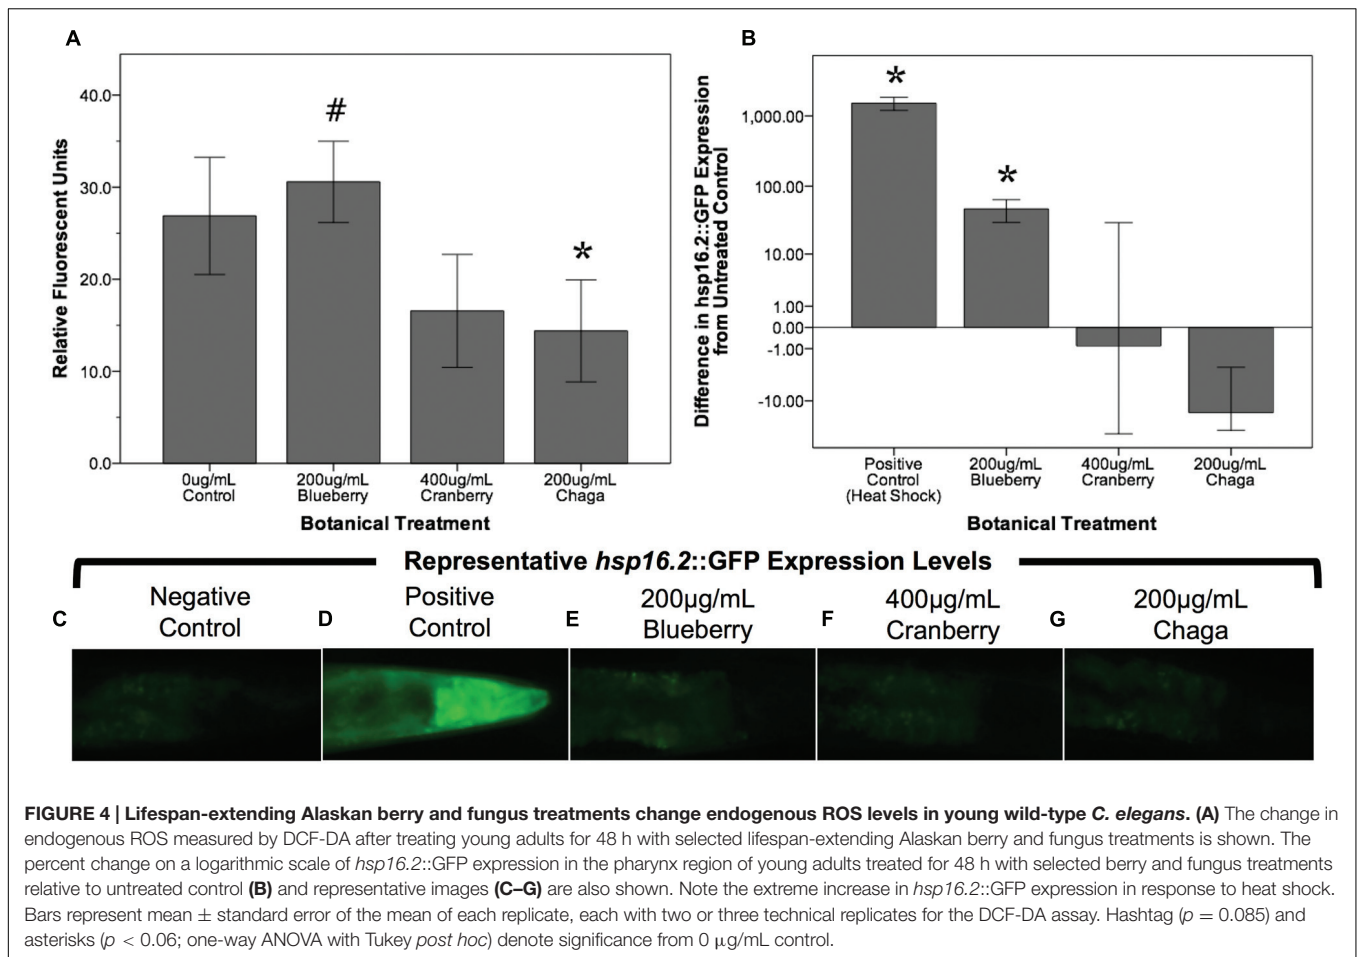 A
40.0
30.0
20.0
10.0
0.0
Relative Fluorescent Units
#
*
0ug/mL
Control
200ug/mL
Blueberry
400ug/mL
Cranberry
200ug/mL
Chaga
Botanical Treatment
B
1,000.00
100.00
10.00
1.00
0.00
-1.00
-10.00
Difference in hsp16.2::GFP Expression
from Untreated Control
*
*
Positive
Control
(Heat Shock)
200ug/mL
Blueberry
400ug/mL
Cranberry
200ug/mL
Chaga
Botanical Treatment
Representative hsp16.2::GFP Expression Levels
C
Negative
Control
D
Positive
Control
E
200µg/mL
Blueberry
F
400µg/mL
Cranberry
G
200µg/mL
Chaga
FIGURE 4 | Lifespan-extending Alaskan berry and fungus treatments change endogenous ROS levels in young wild-type C. elegans. (A) The change in
endogenous ROS measured by DCF-DA after treating young adults for 48 h with selected lifespan-extending Alaskan berry and fungus treatments is shown. The
percent change on a logarithmic scale of hsp16.2::GFP expression in the pharynx region of young adults treated for 48 h with selected berry and fungus treatments
relative to untreated control (B) and representative images (C–G) are also shown. Note the extreme increase in hsp16.2::GFP expression in response to heat shock.
Bars represent mean ± standard error of the mean of each replicate, each with two or three technical replicates for the DCF-DA assay. Hashtag (p = 0.085) and
asterisks (p < 0.06; one-way ANOVA with Tukey post hoc) denote significance from 0 µg/mL control.